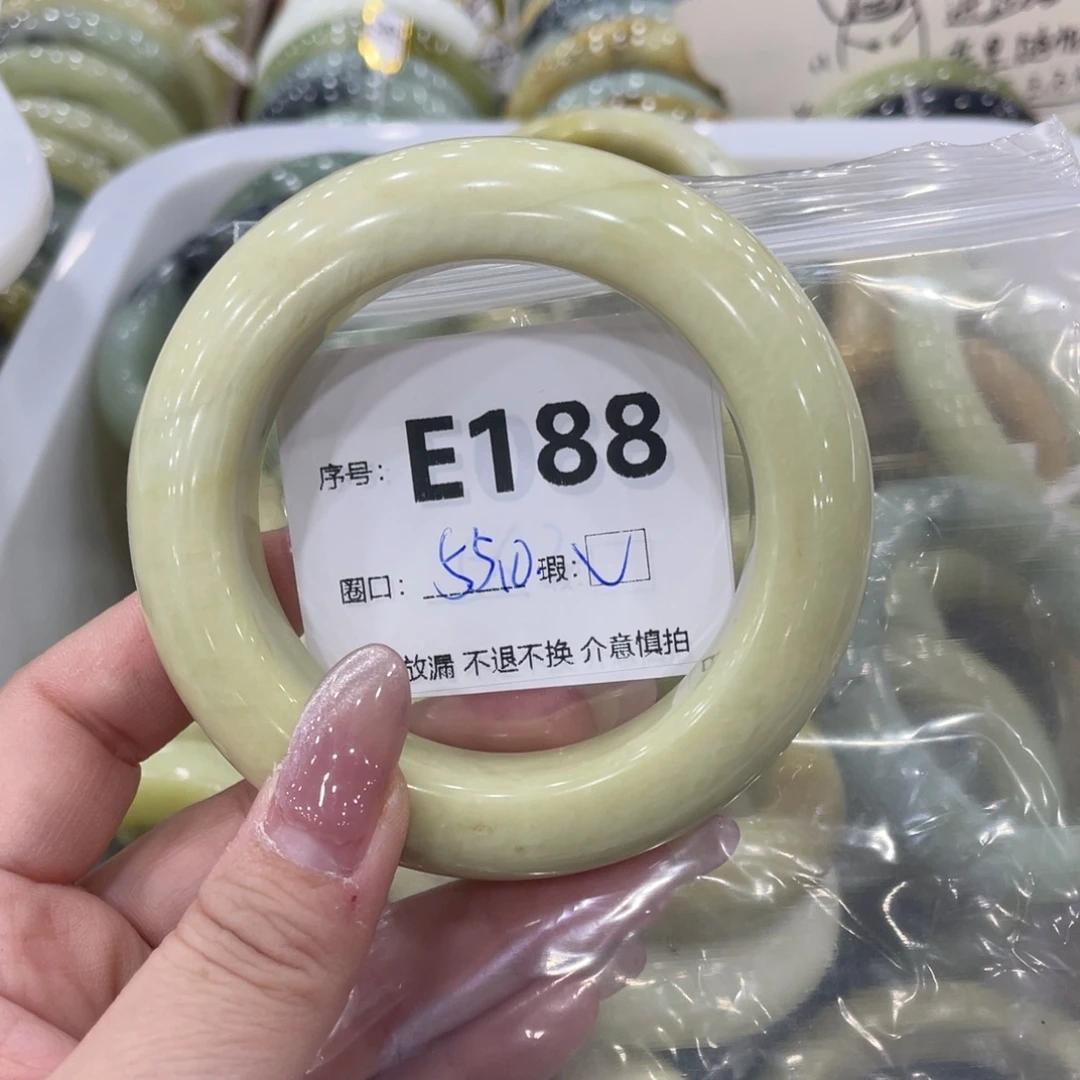 序号: E188
圈口: 55.0 瑕: ✓
放漏 不退不换 介意慎拍